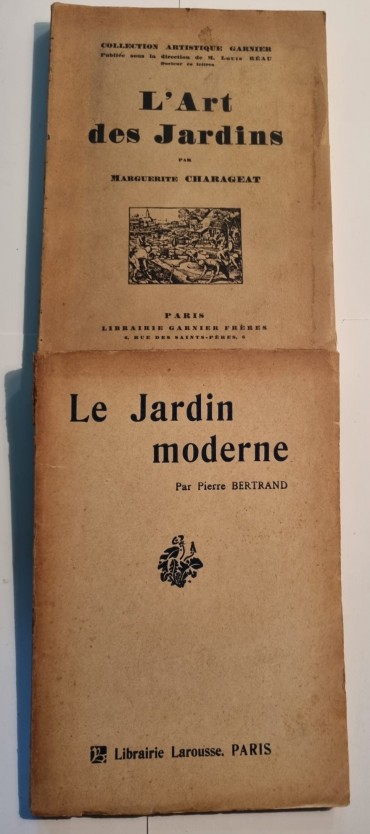 COLLECTION ARTISTIQUE GARNIER
Publiée sous la direction de M. Louis RÉAU
Docteur ès lettres
L'Art
des Jardins
PAR
MARGUERITE CHARAGEAT
PARIS
LIBRAIRIE GARNIER FRÈRES
6, RUE DES SAINTS-PÈRES, 6
Le Jardin
moderne
Par Pierre BERTRAND
Librairie Larousse. PARIS